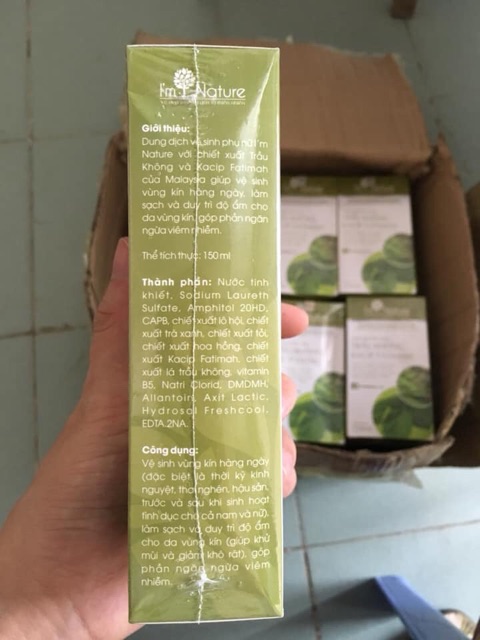 I'm Nature
Giới thiệu:
Dung dịch vệ sinh phụ nữ I'm
Nature với chiết xuất Trầu
Không và Kacip Fatimah
của Malaysia giúp vệ sinh
vùng kín hàng ngày, làm
sạch và duy trì độ ẩm cho
da vùng kín, góp phần ngăn
ngừa viêm nhiễm.
Thể tích thực: 150ml
Thành phần: Nước tinh
khiết, Sodium Laureth
Sulfate, Amphitol 20HD,
CAPB, chiết xuất lô hội, chiết
xuất trà xanh, chiết xuất tỏi,
chiết xuất hoa hồng, chiết
xuất Kacip Fatimah, chiết
xuất lá trầu không, vitamin
B5, Natri Clorid, DMDMH,
Allantoin, Axit Lactic,
Hydrosol Freshcool,
EDTA.2NA.
Công dụng:
Vệ sinh vùng kín hàng ngày
(đặc biệt là thời kỳ kinh
nguyệt, thai nghén, hậu sản,
trước và sau khi sinh hoạt
tình dục cho cả nam và nữ),
làm sạch và duy trì độ ẩm
cho da vùng kín (giúp khử
mùi và giảm khô rát), góp
phần ngăn ngừa viêm
nhiễm.